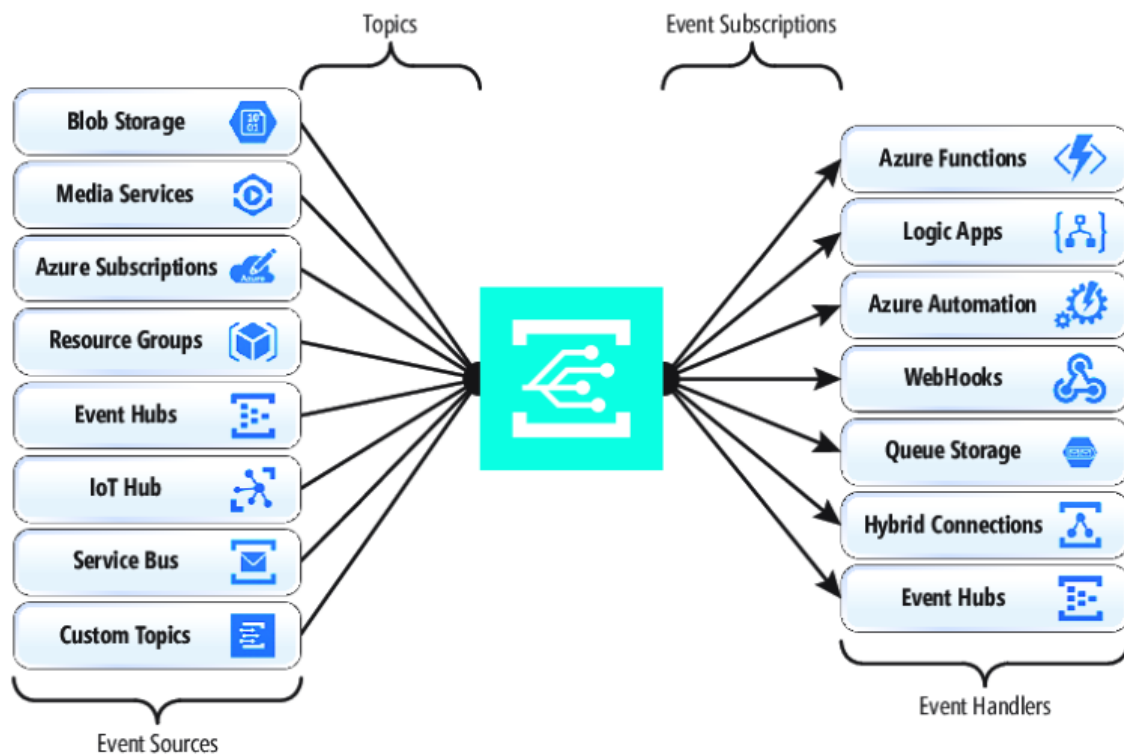 Topics
Event Subscriptions
Blob Storage
Media Services
Azure Subscriptions
Azure
Resource Groups
Event Hubs
IoT Hub
Service Bus
Custom Topics
Event Sources
Azure Functions
Logic Apps
Azure Automation
WebHooks
Queue Storage
Hybrid Connections
Event Hubs
Event Handlers